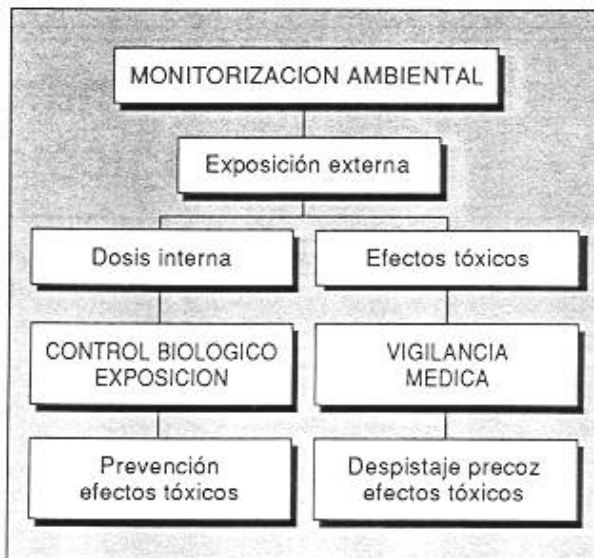 MONITORIZACION AMBIENTAL
Exposición externa
Dosis interna
Efectos tóxicos
CONTROL BIOLOGICO
EXPOSICION
VIGILANCIA
MEDICA
Prevención
efectos tóxicos
Despistaje precoz
efectos tóxicos